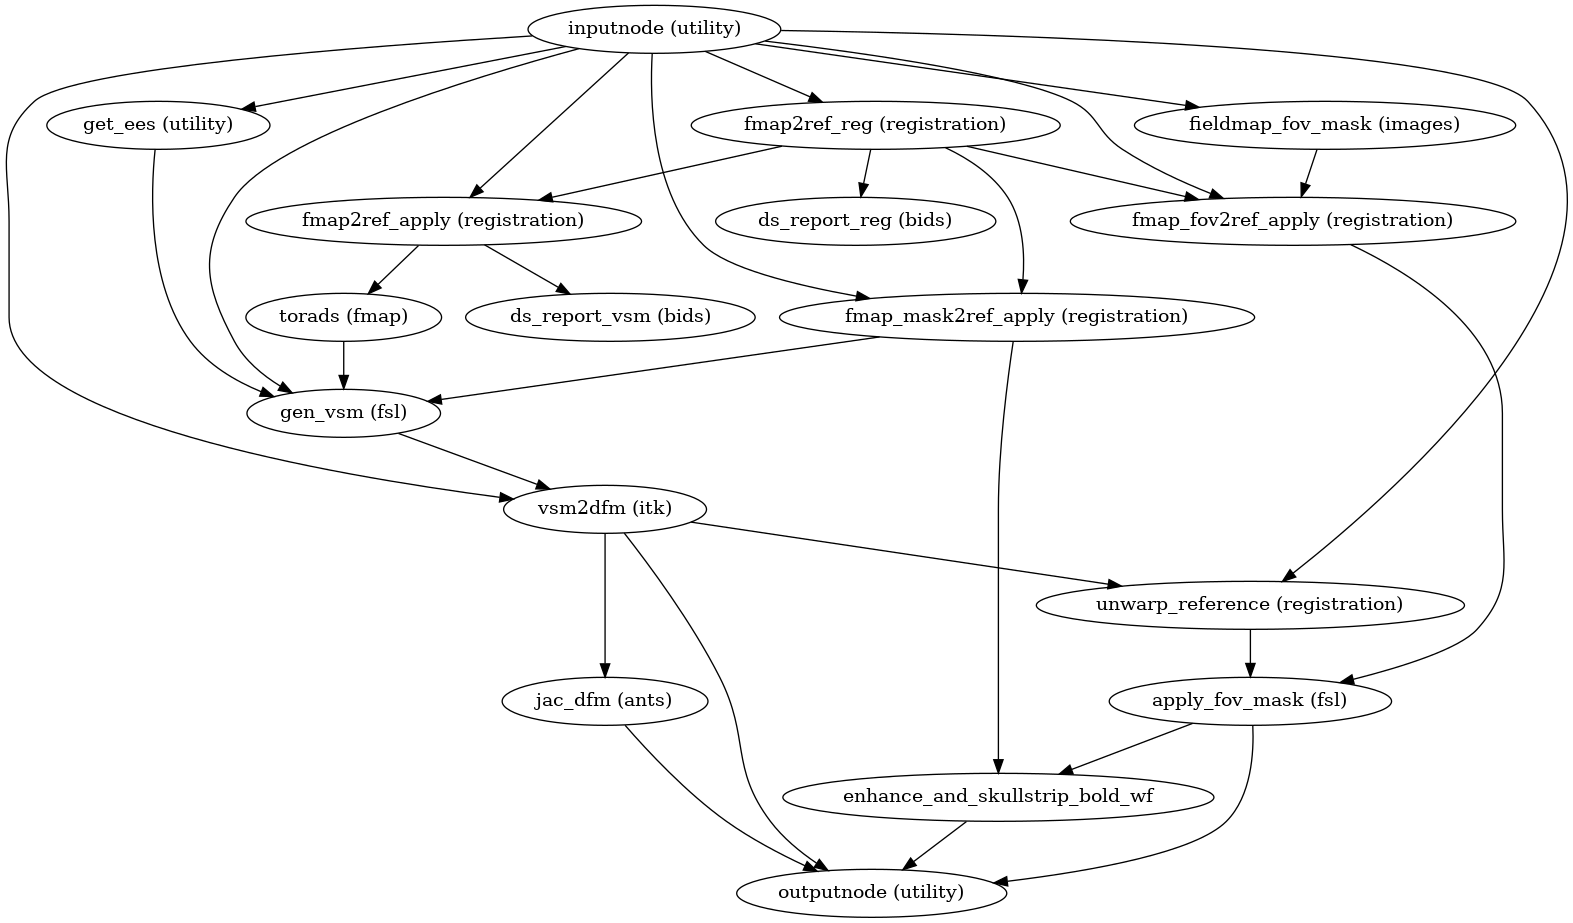 inputnode (utility)
get_ees (utility)
fmap2ref_reg (registration)
fieldmap_fov_mask (images)
fmap2ref_apply (registration)
ds_report_reg (bids)
fmap_fov2ref_apply (registration)
torads (fmap)
ds_report_vsm (bids)
fmap_mask2ref_apply (registration)
gen_vsm (fsl)
vsm2dfm (itk)
unwarp_reference (registration)
jac_dfm (ants)
apply_fov_mask (fsl)
enhance_and_skullstrip_bold_wf
outputnode (utility)